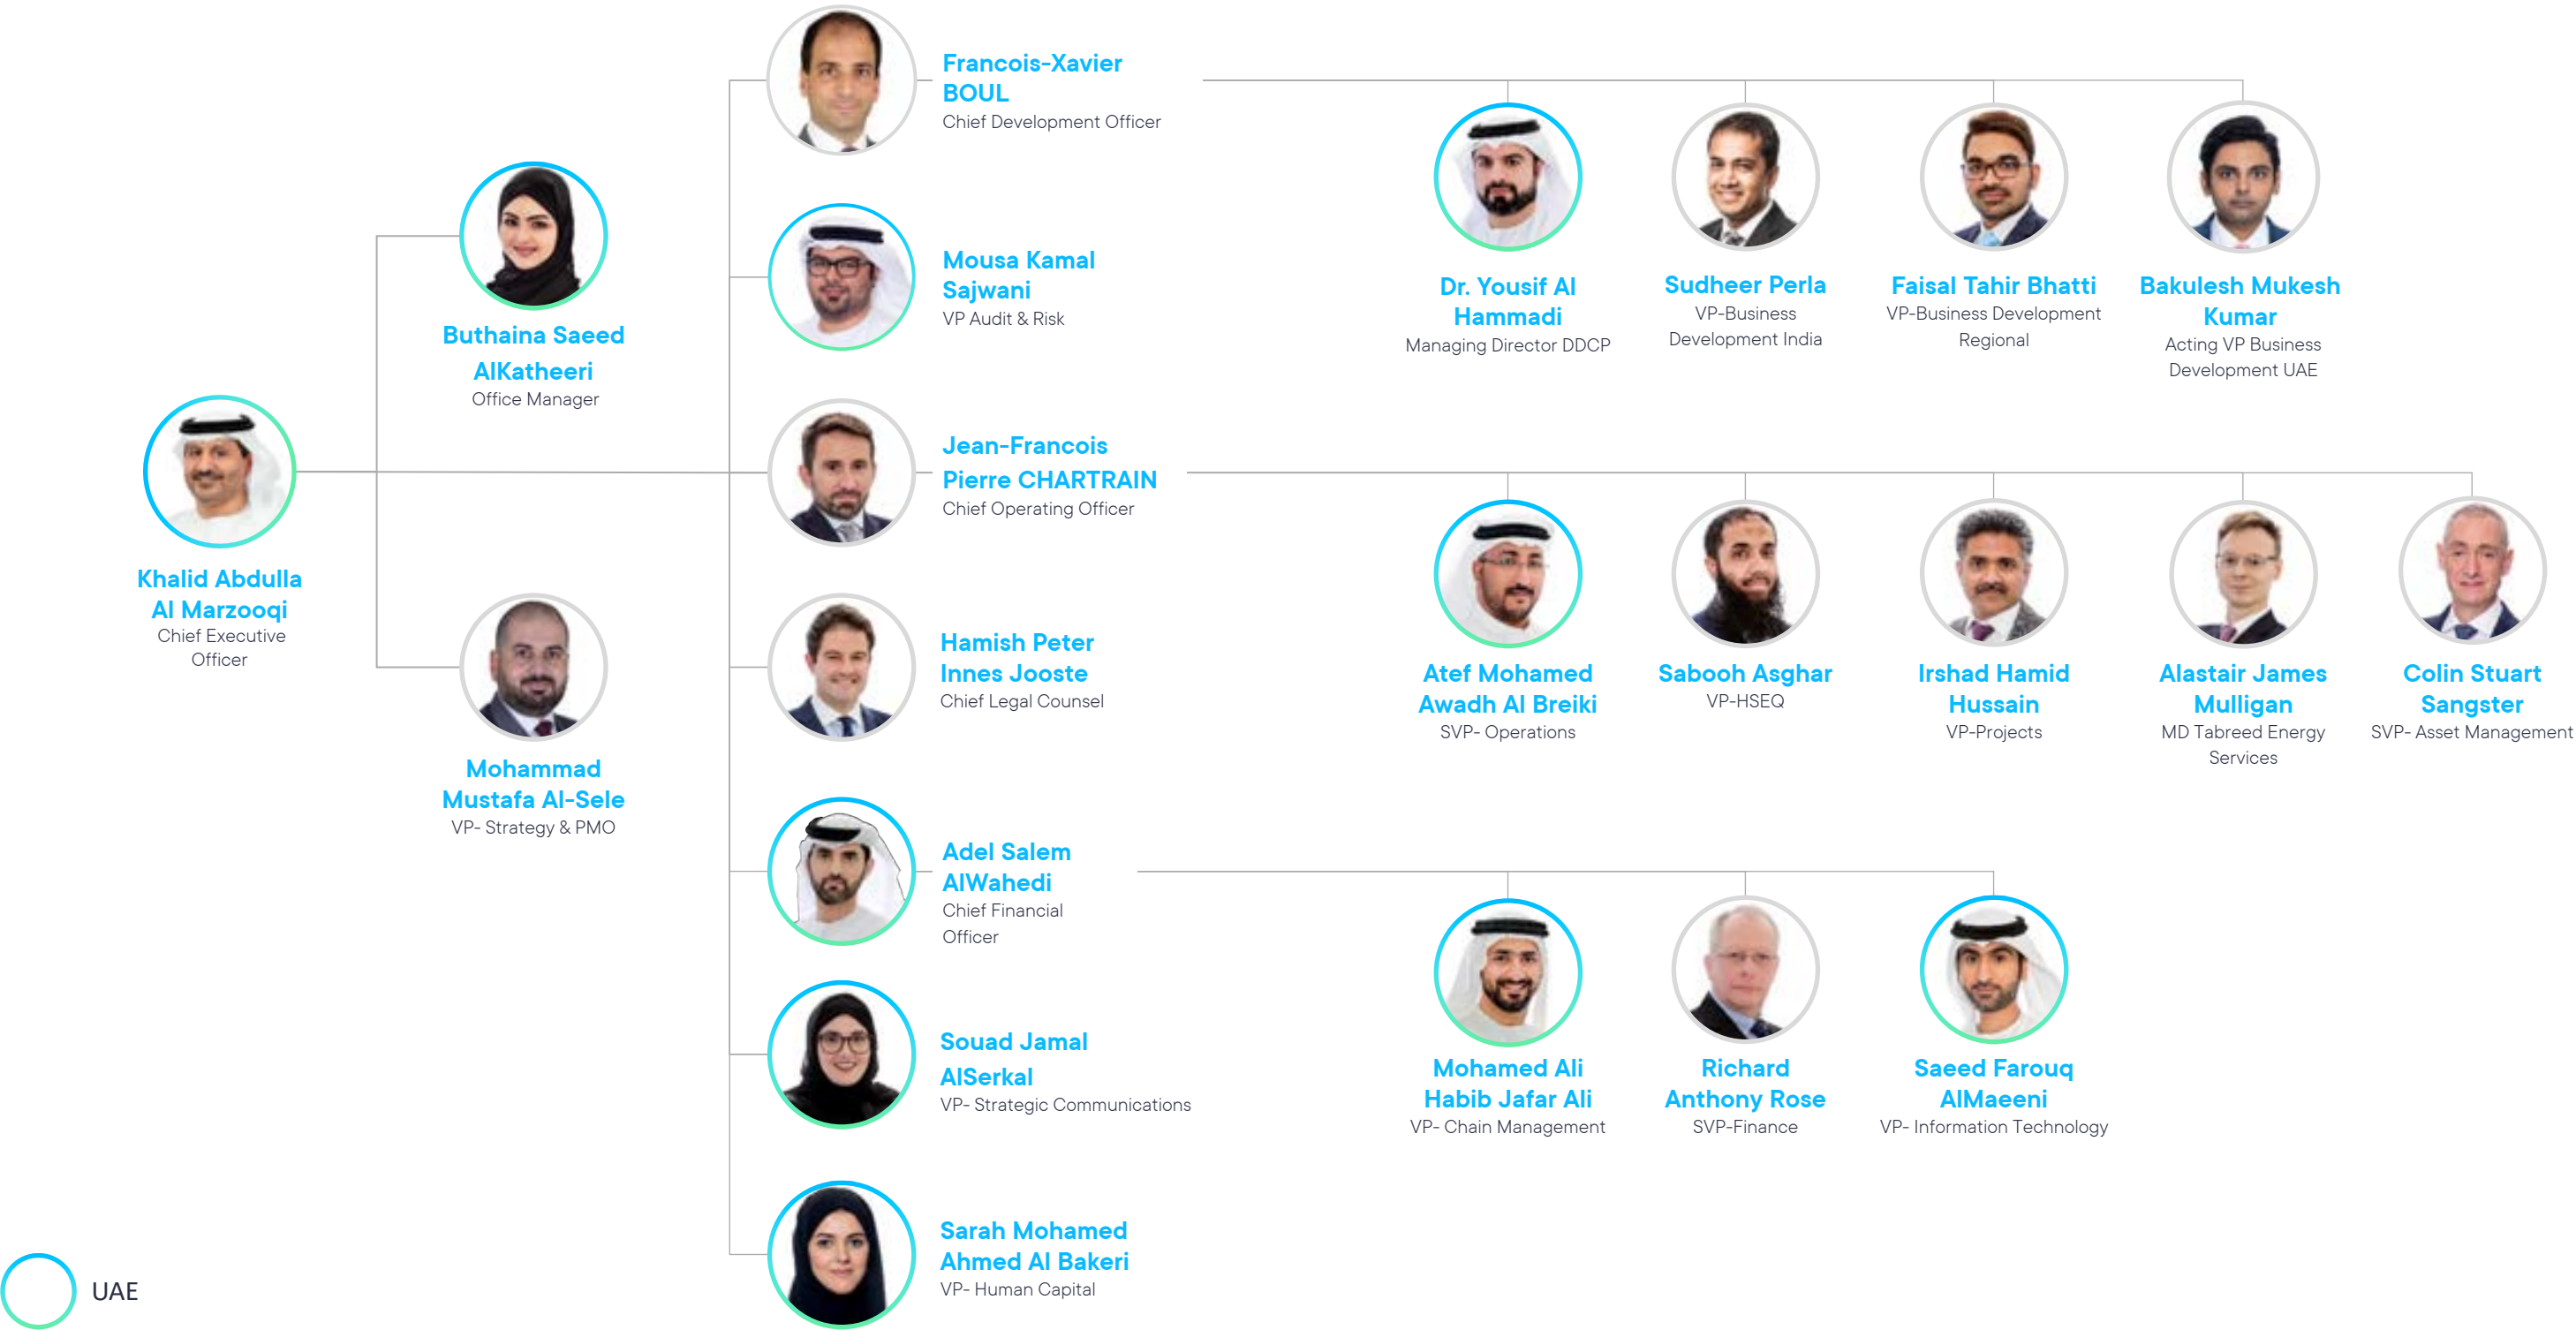 Khalid Abdulla
Al Marzooqi
Chief Executive
Officer
Buthaina Saeed
AlKatheeri
Office Manager
Mohammad
Mustafa Al-Sele
VP- Strategy & PMO
Francois-Xavier
BOUL
Chief Development Officer
Dr. Yousif Al
Hammadi
Managing Director DDCP
Sudheer Perla
VP-Business
Development India
Faisal Tahir Bhatti
VP-Business Development
Regional
Bakulesh Mukesh
Kumar
Acting VP Business
Development UAE
Mousa Kamal
Sajwani
VP Audit & Risk
Jean-Francois
Pierre CHARTRAIN
Chief Operating Officer
Atef Mohamed
Awadh Al Breiki
SVP- Operations
Sabooh Asghar
VP-HSEQ
Irshad Hamid
Hussain
VP-Projects
Alastair James
Mulligan
MD Tabreed Energy
Services
Colin Stuart
Sangster
SVP- Asset Management
Hamish Peter
Innes Jooste
Chief Legal Counsel
Adel Salem
AlWahedi
Chief Financial
Officer
Mohamed Ali
Habib Jafar Ali
VP- Chain Management
Richard
Anthony Rose
SVP-Finance
Saeed Farouq
AlMaeeni
VP- Information Technology
Souad Jamal
AlSerkal
VP- Strategic Communications
Sarah Mohamed
Ahmed Al Bakeri
VP- Human Capital
UAE